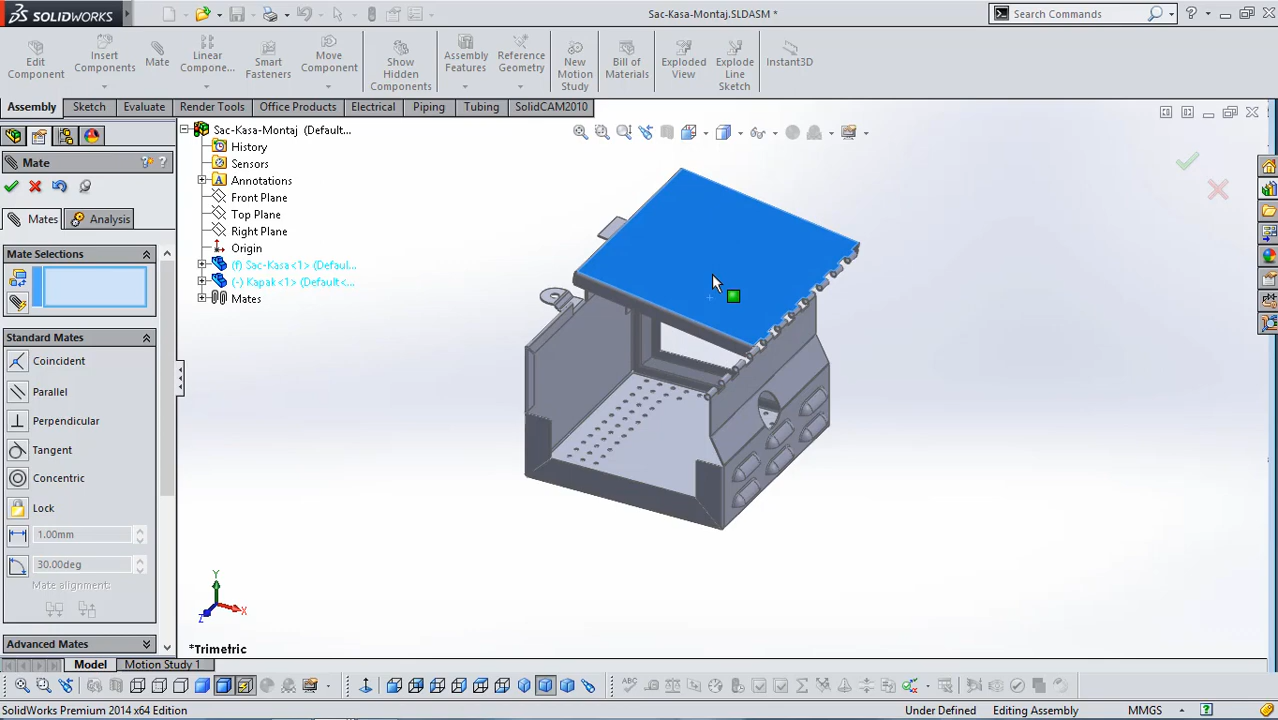 SOLIDWORKS
Sac-Kasa-Montaj.SLDASM *
Search Commands
Edit Component
Insert Components
Mate
Linear Compone...
Smart Fasteners
Move Component
Show Hidden Components
Assembly Features
Reference Geometry
New Motion Study
Bill of Materials
Exploded View
Explode Line Sketch
Instant3D
Assembly
Sketch
Evaluate
Render Tools
Office Products
Electrical
Piping
Tubing
SolidCAM2010
Mate
Mates
Analysis
Mate Selections
Standard Mates
Coincident
Parallel
Perpendicular
Tangent
Concentric
Lock
1.00mm
30.00deg
Mate alignment:
Advanced Mates
Sac-Kasa-Montaj (Default...
History
Sensors
Annotations
Front Plane
Top Plane
Right Plane
Origin
(f) Sac-Kasa<1> (Defaul...
(-) Kapak<1> (Default<...
Mates
Y
X
Z
*Trimetric
Model
Motion Study 1
SolidWorks Premium 2014 x64 Edition
Under Defined
Editing Assembly
MMGS